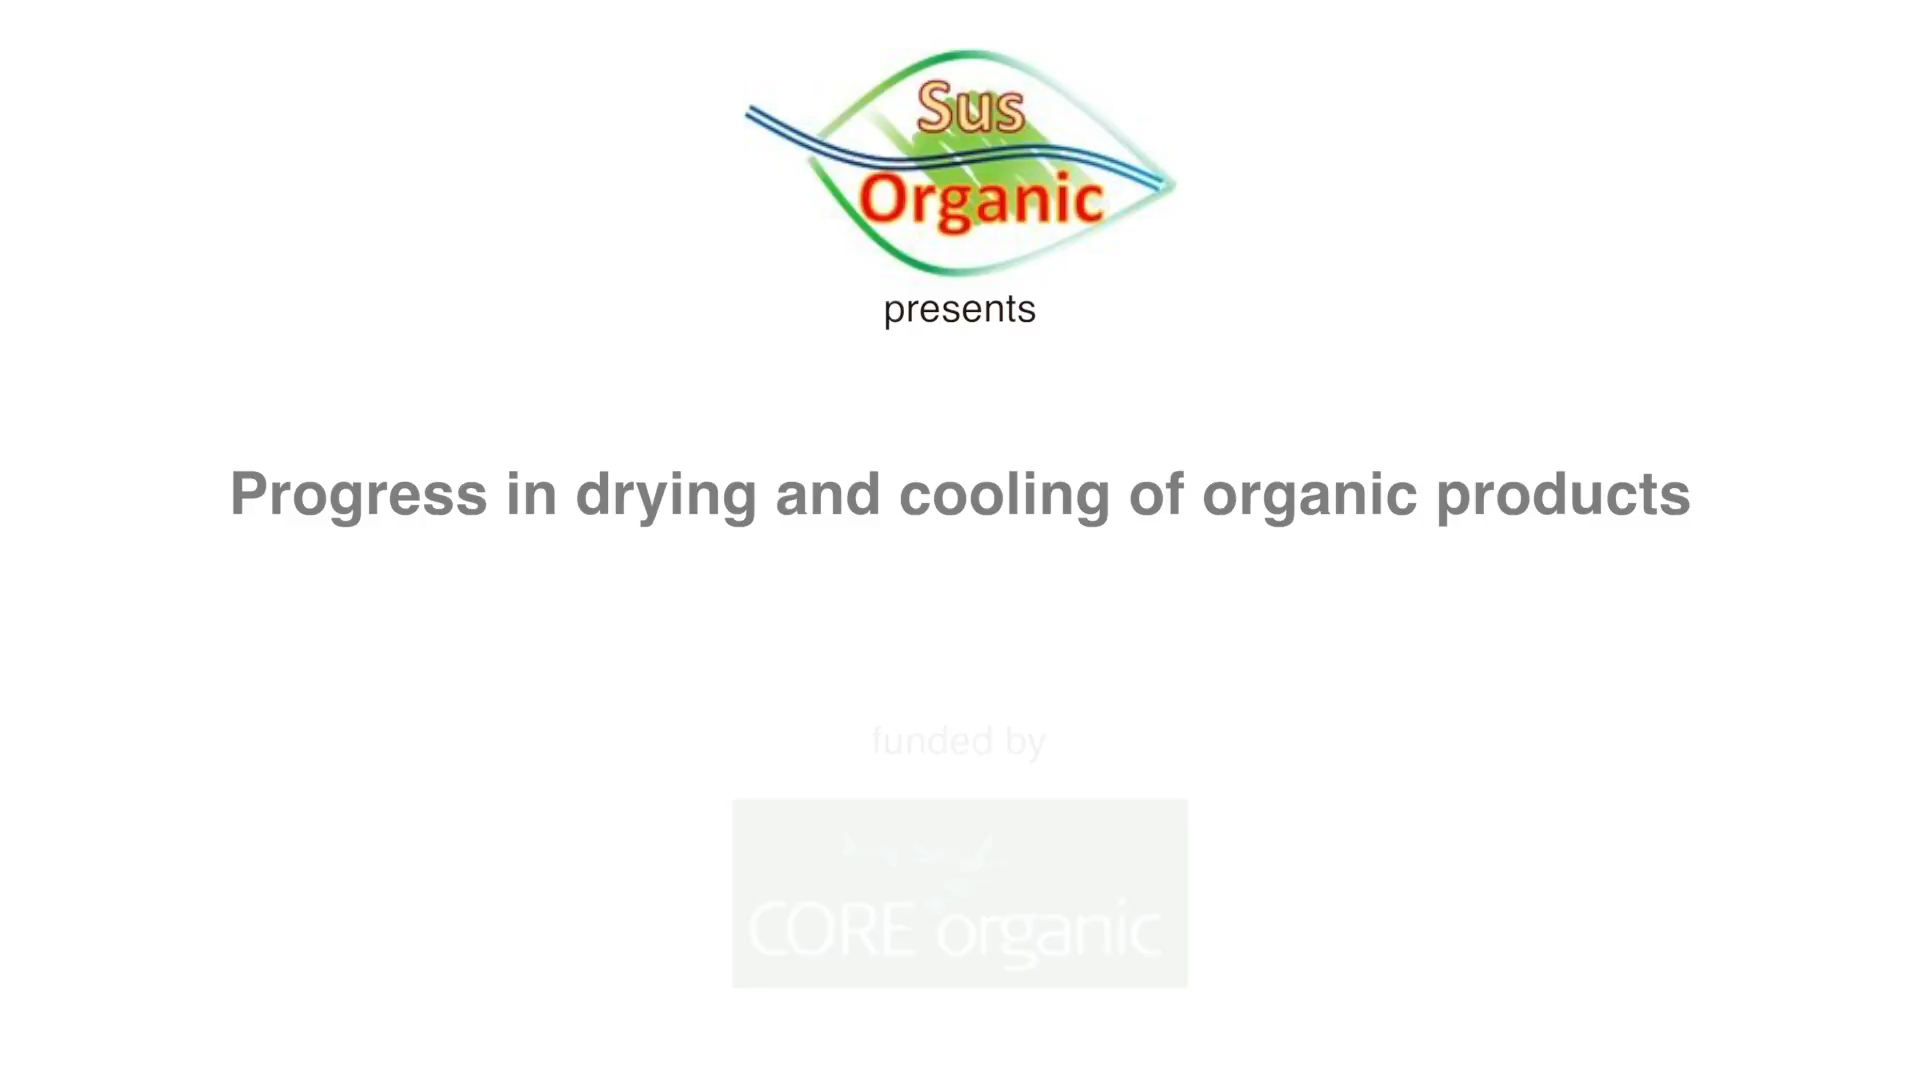 Sus
Organic
presents
Progress in drying and cooling of organic products
funded by
CORE organic